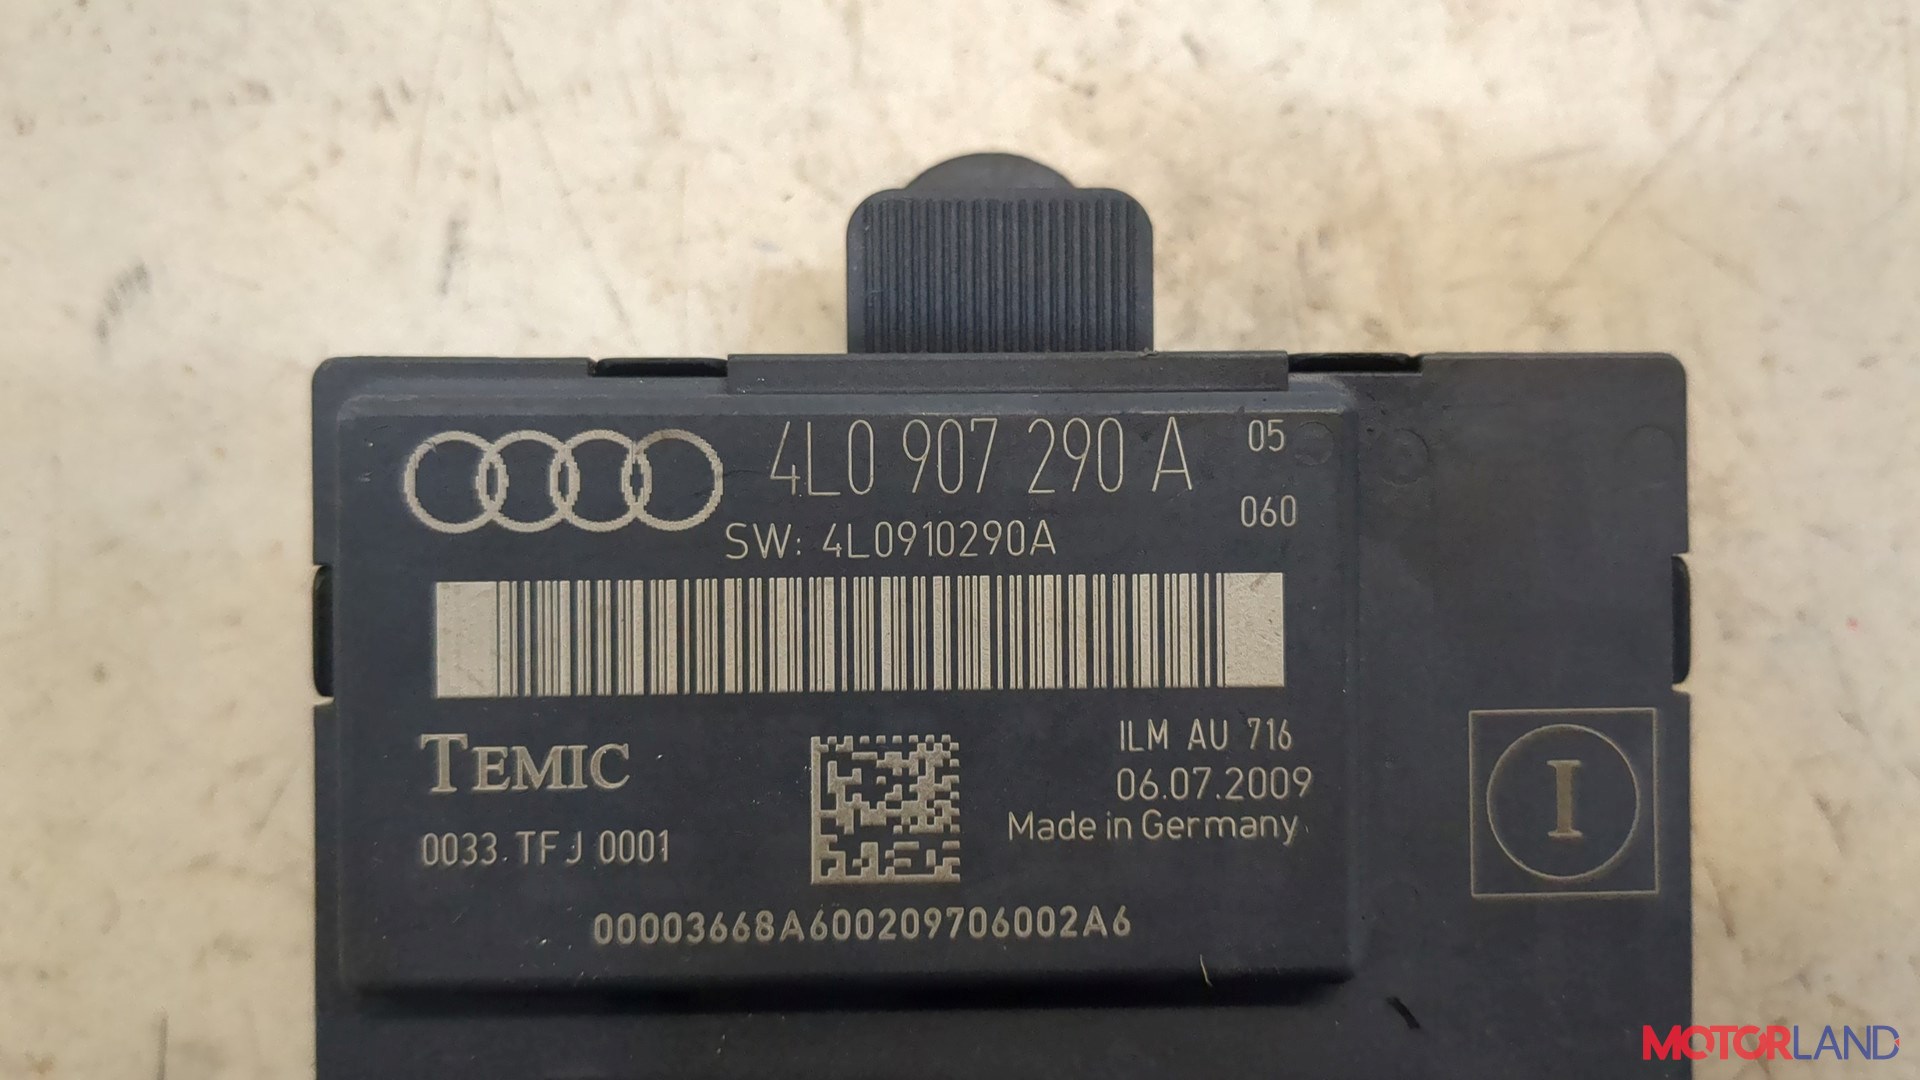 4L0 907 290 A 05
060
SW: 4L0910290A
TEMIC
ILM AU 716
06.07.2009
Made in Germany
0033.TFJ 0001
00003668A600209706002A6
I
MOTORLAND